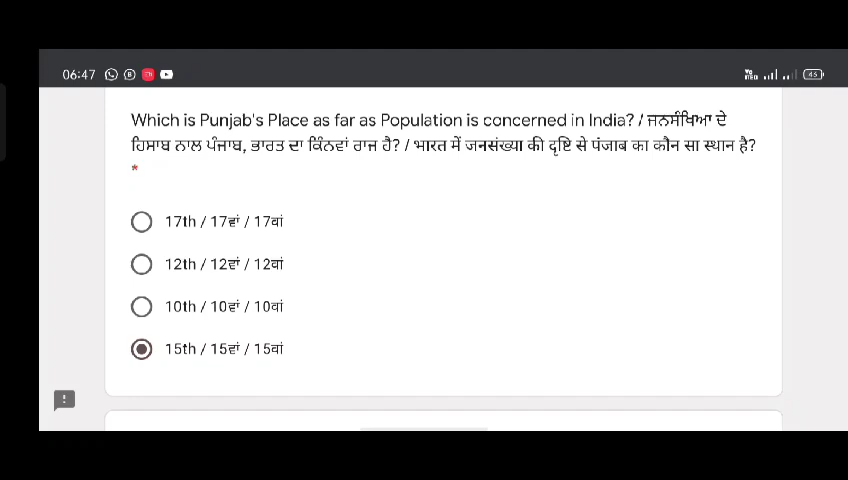 06:47
46
Which is Punjab's Place as far as Population is concerned in India? / ਜਨਸੰਖਿਆ ਦੇ
ਹਿਸਾਬ ਨਾਲ ਪੰਜਾਬ, ਭਾਰਤ ਦਾ ਕਿੰਨਵਾਂ ਰਾਜ ਹੈ? / भारत में जनसंख्या की दृष्टि से पंजाब का कौन सा स्थान है?
*
17th / 17ਵਾਂ / 17वां
12th / 12ਵਾਂ / 12वां
10th / 10ਵਾਂ / 10वां
15th / 15ਵਾਂ / 15वां